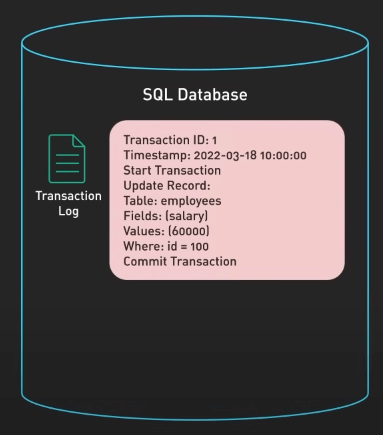 SQL Database
Transaction
Log
Transaction ID: 1
Timestamp: 2022-03-18 10:00:00
Start Transaction
Update Record:
Table: employees
Fields: (salary)
Values: (60000)
Where: id = 100
Commit Transaction